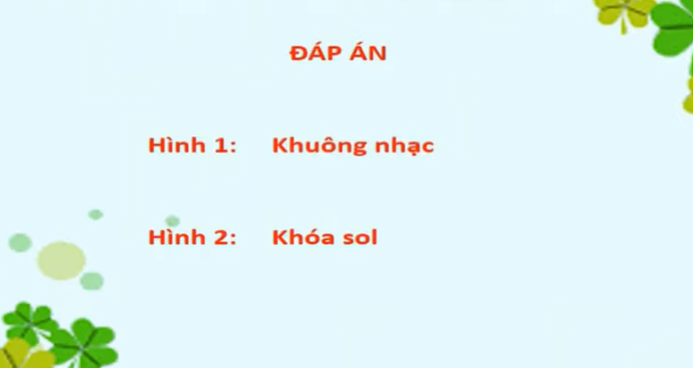 ĐÁP ÁN
Hình 1: Khuông nhạc
Hình 2: Khóa sol